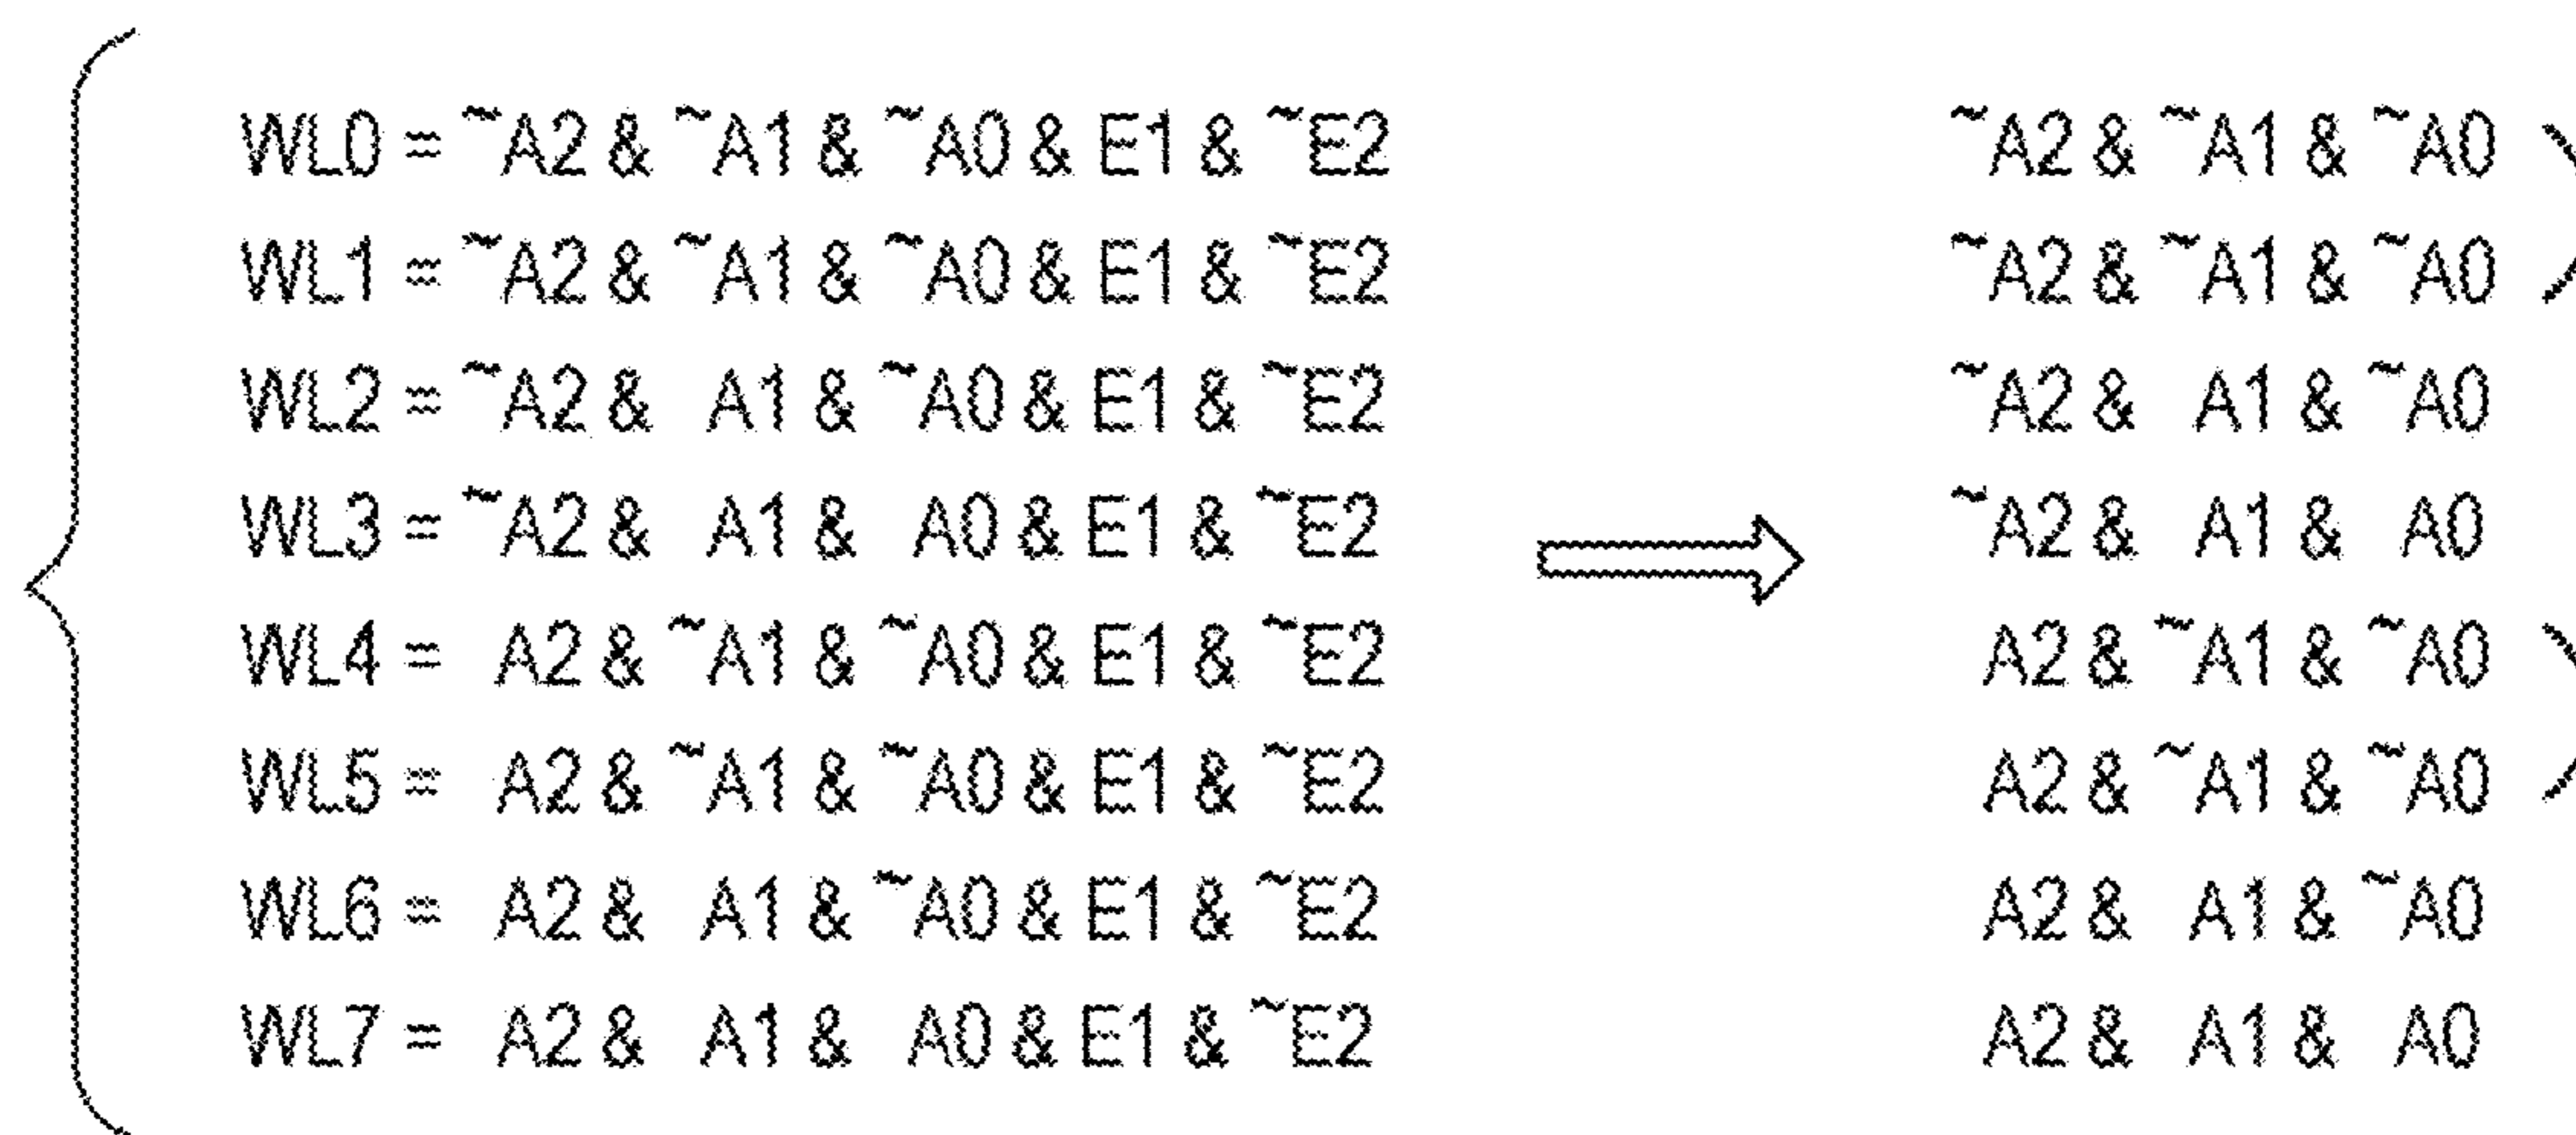 WL0 = ~A2 & ~A1 & ~A0 & E1 & ~E2 ~A2 & ~A1 & ~A0
WL1 = ~A2 & ~A1 & ~A0 & E1 & ~E2 ~A2 & ~A1 & ~A0
WL2 = ~A2 & A1 & ~A0 & E1 & ~E2 ~A2 & A1 & ~A0
WL3 = ~A2 & A1 & A0 & E1 & ~E2 ~A2 & A1 & A0
WL4 = A2 & ~A1 & ~A0 & E1 & ~E2 A2 & ~A1 & ~A0
WL5 = A2 & ~A1 & ~A0 & E1 & ~E2 A2 & ~A1 & ~A0
WL6 = A2 & A1 & ~A0 & E1 & ~E2 A2 & A1 & ~A0
WL7 = A2 & A1 & A0 & E1 & ~E2 A2 & A1 & A0